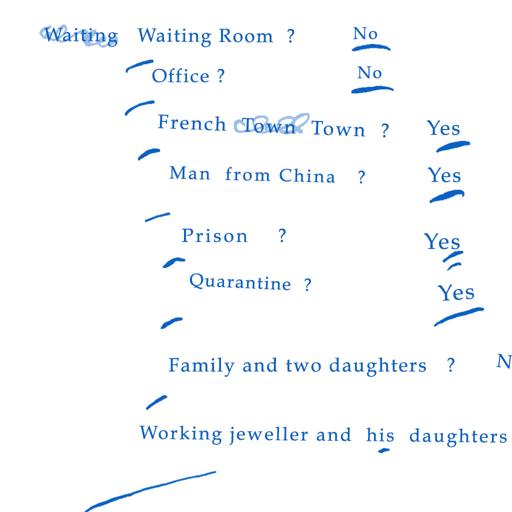 Waiting Waiting Room ? No
Office ? No
French Town Town ? Yes
Man from China ? Yes
Prison ? Yes
Quarantine ? Yes
Family and two daughters ? N
Working jeweller and his daughters